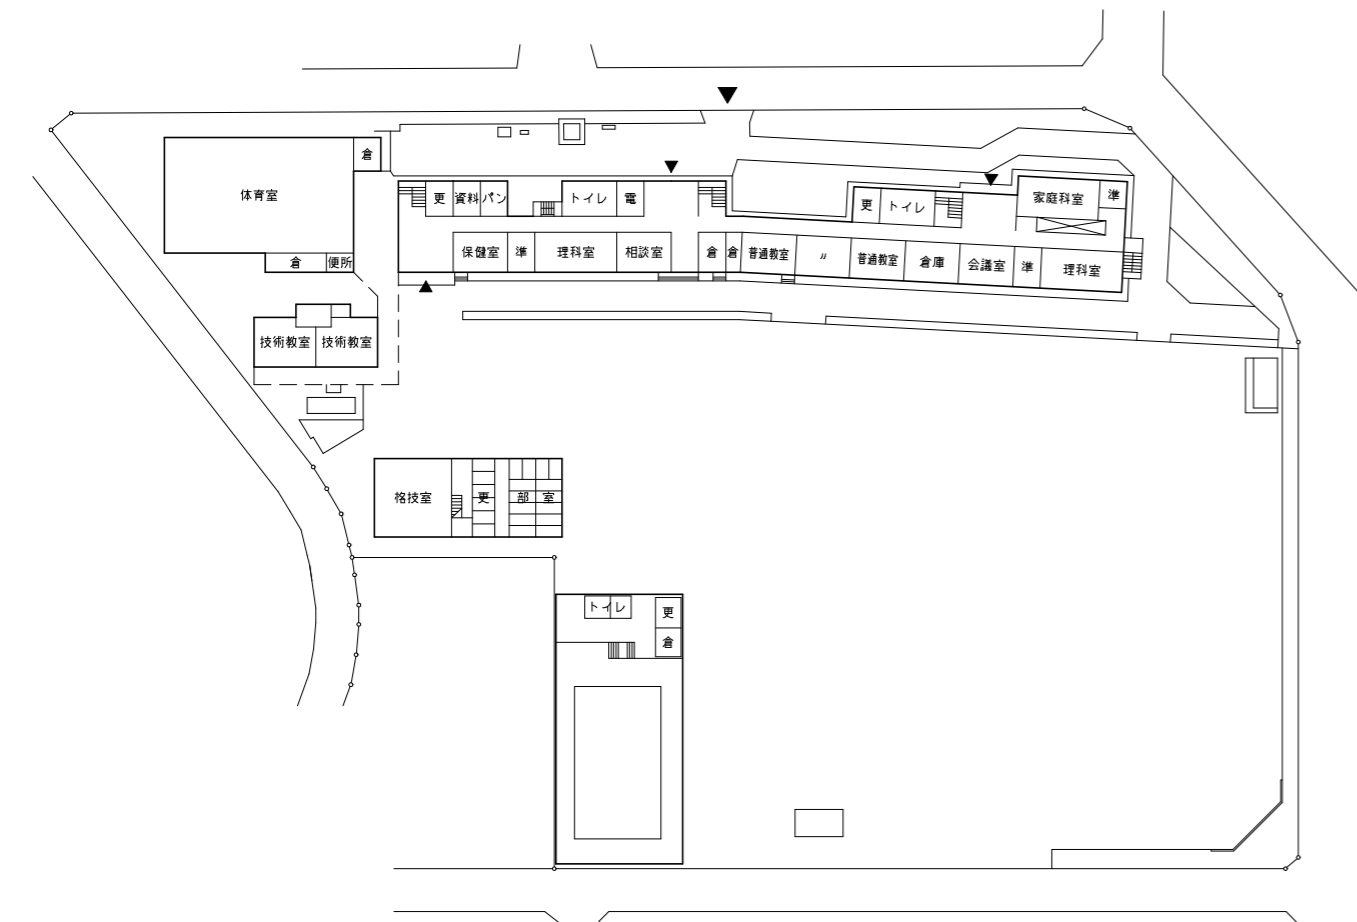 倉
体育室
更
資料
パン
トイレ
電
家庭科室
準
更
トイレ
倉
便所
保健室
準
理科室
相談室
倉
倉
普通教室
〃
普通教室
倉庫
会議室
準
理科室
技術教室
技術教室
格技室
更
部
室
トイレ
更
倉